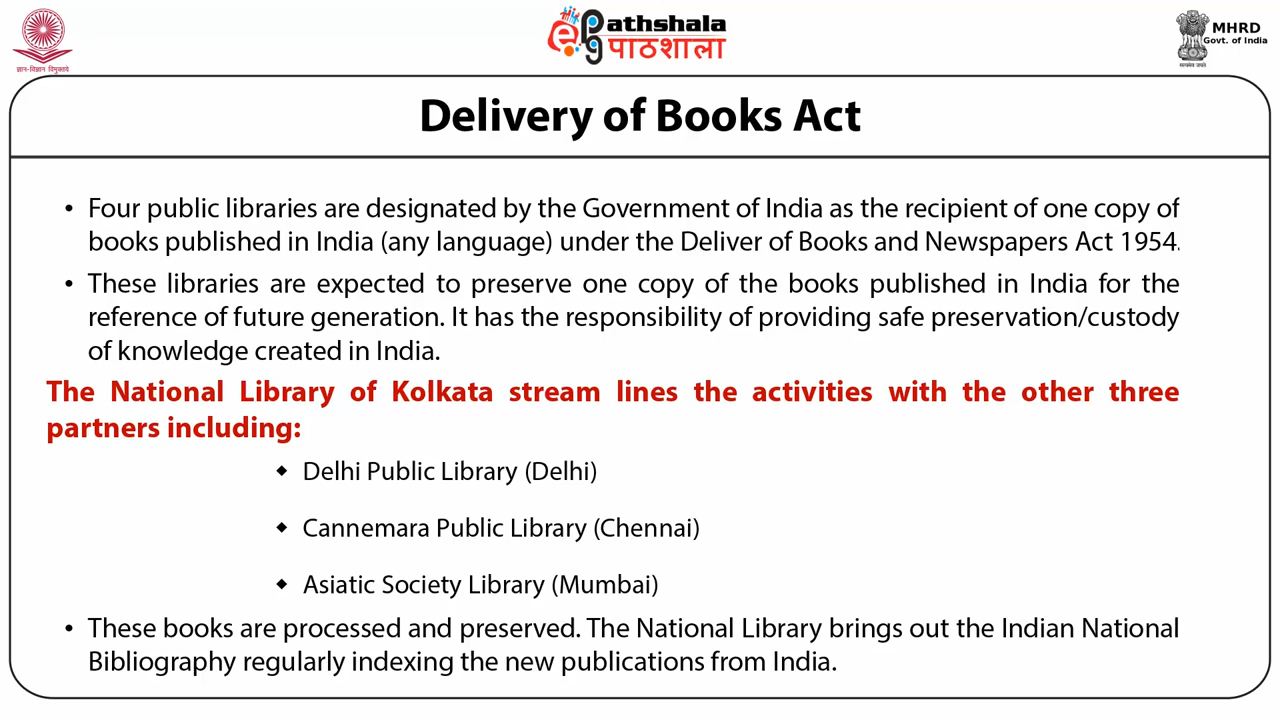 ज्ञान-विज्ञान विमुक्तये
ePathshala
पाठशाला
MHRD
Govt. of India
सत्यमेव जयते
Delivery of Books Act
• Four public libraries are designated by the Government of India as the recipient of one copy of
books published in India (any language) under the Deliver of Books and Newspapers Act 1954.
• These libraries are expected to preserve one copy of the books published in India for the
reference of future generation. It has the responsibility of providing safe preservation/custody
of knowledge created in India.
The National Library of Kolkata stream lines the activities with the other three
partners including:
◆ Delhi Public Library (Delhi)
◆ Cannemara Public Library (Chennai)
◆ Asiatic Society Library (Mumbai)
• These books are processed and preserved. The National Library brings out the Indian National
Bibliography regularly indexing the new publications from India.